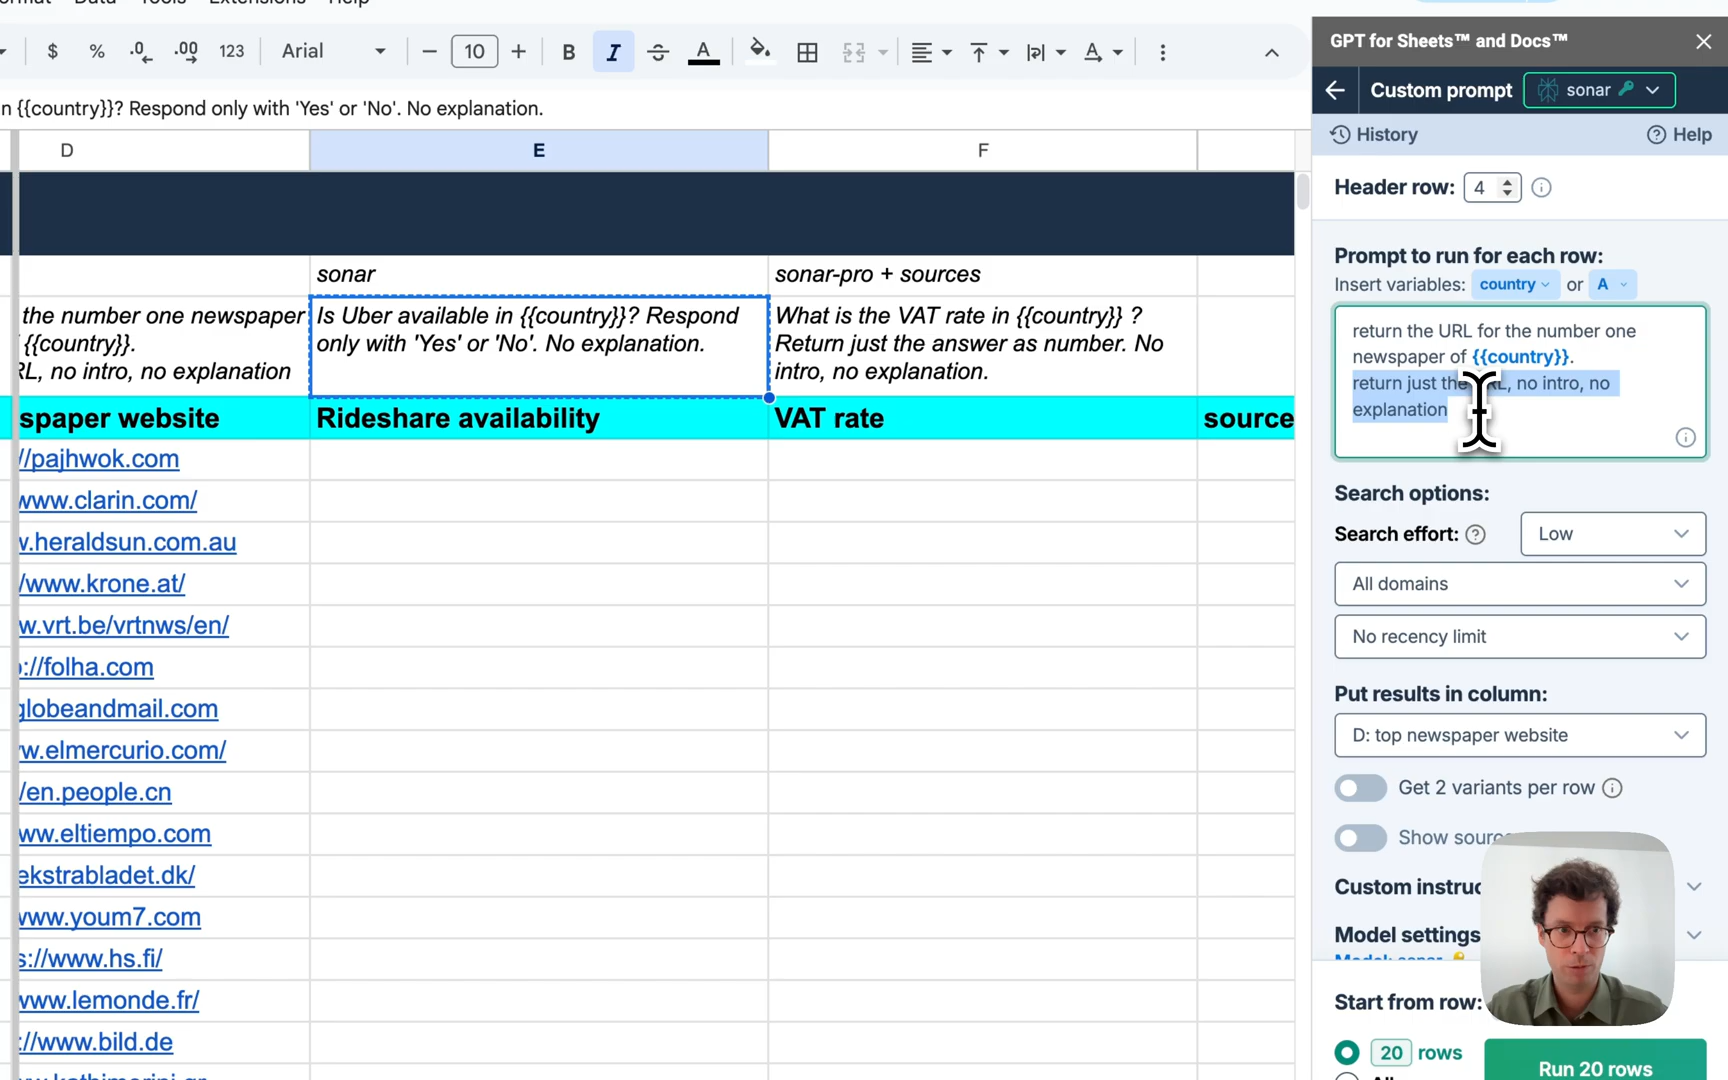 Data
Extensions
Help
$ % .0 .00 123 Arial 10 B I
n {{country}}? Respond only with 'Yes' or 'No'. No explanation.
D E F
sonar
sonar-pro + sources
the number one newspaper
{{country}}.
RL, no intro, no explanation
Is Uber available in {{country}}? Respond
only with 'Yes' or 'No'. No explanation.
What is the VAT rate in {{country}} ?
Return just the answer as number. No
intro, no explanation.
spaper website
Rideshare availability
VAT rate
source
//pajhwok.com
www.clarin.com/
w.heraldsun.com.au
/www.krone.at/
w.vrt.be/vrtnws/en/
://folha.com
globeandmail.com
w.elmercurio.com/
/en.people.cn
ww.eltiempo.com
ekstrabladet.dk/
www.youm7.com
s://www.hs.fi/
www.lemonde.fr/
://www.bild.de
GPT for Sheets™ and Docs™
Custom prompt
sonar
History
Help
Header row: 4
Prompt to run for each row:
Insert variables: country or A
return the URL for the number one
newspaper of {{country}}.
return just the URL, no intro, no
explanation
Search options:
Search effort: Low
All domains
No recency limit
Put results in column:
D: top newspaper website
Get 2 variants per row
Show sourc
Custom instruc
Model settings
Start from row:
20 rows
Run 20 rows